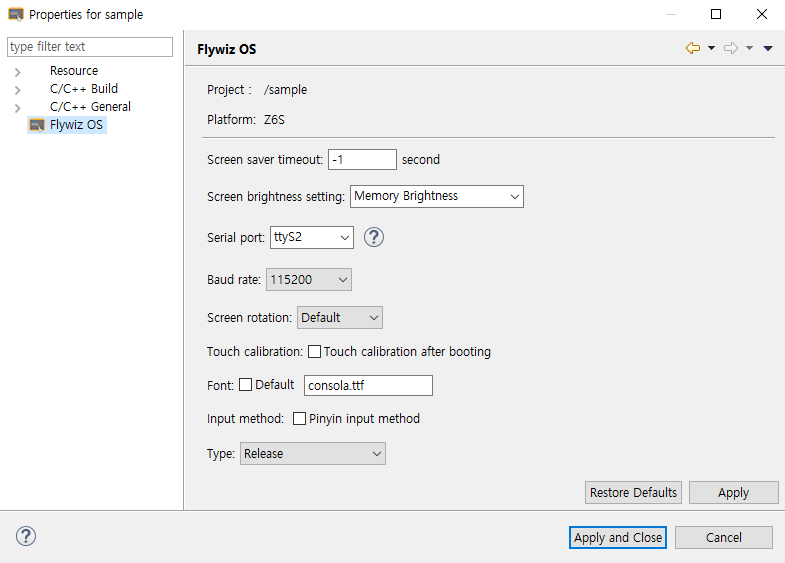 Properties for sample
type filter text
Resource
C/C++ Build
C/C++ General
Flywiz OS
Flywiz OS
Project : /sample
Platform: Z6S
Screen saver timeout: -1 second
Screen brightness setting: Memory Brightness
Serial port: ttyS2
Baud rate: 115200
Screen rotation: Default
Touch calibration: Touch calibration after booting
Font: Default consola.ttf
Input method: Pinyin input method
Type: Release
Restore Defaults Apply
Apply and Close Cancel